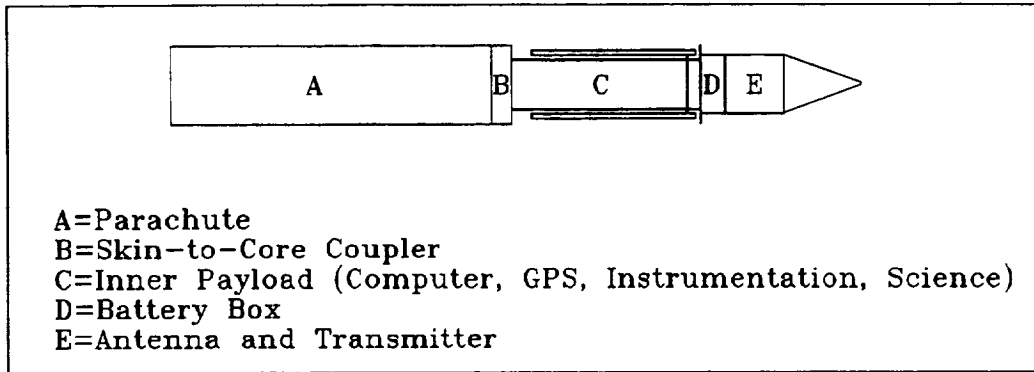 A B C D E
A=Parachute
B=Skin-to-Core Coupler
C=Inner Payload (Computer, GPS, Instrumentation, Science)
D=Battery Box
E=Antenna and Transmitter